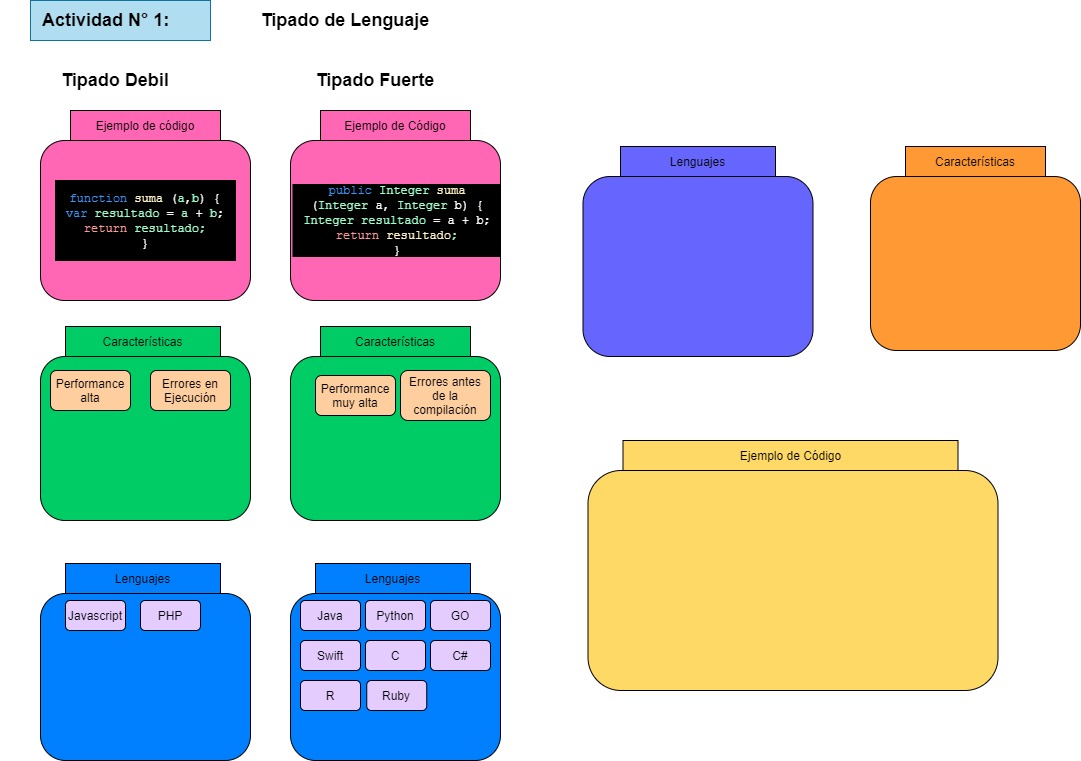 Actividad N° 1:
Tipado de Lenguaje
Tipado Debil
Tipado Fuerte
Ejemplo de código
function suma (a,b) {
var resultado = a + b;
return resultado;
}
Ejemplo de Código
public Integer suma
(Integer a, Integer b) {
Integer resultado = a + b;
return resultado;
}
Características
Performance
alta
Errores en
Ejecución
Características
Performance
muy alta
Errores antes
de la
compilación
Lenguajes
Javascript
PHP
Lenguajes
Java
Python
GO
Swift
C
C#
R
Ruby
Lenguajes
Características
Ejemplo de Código